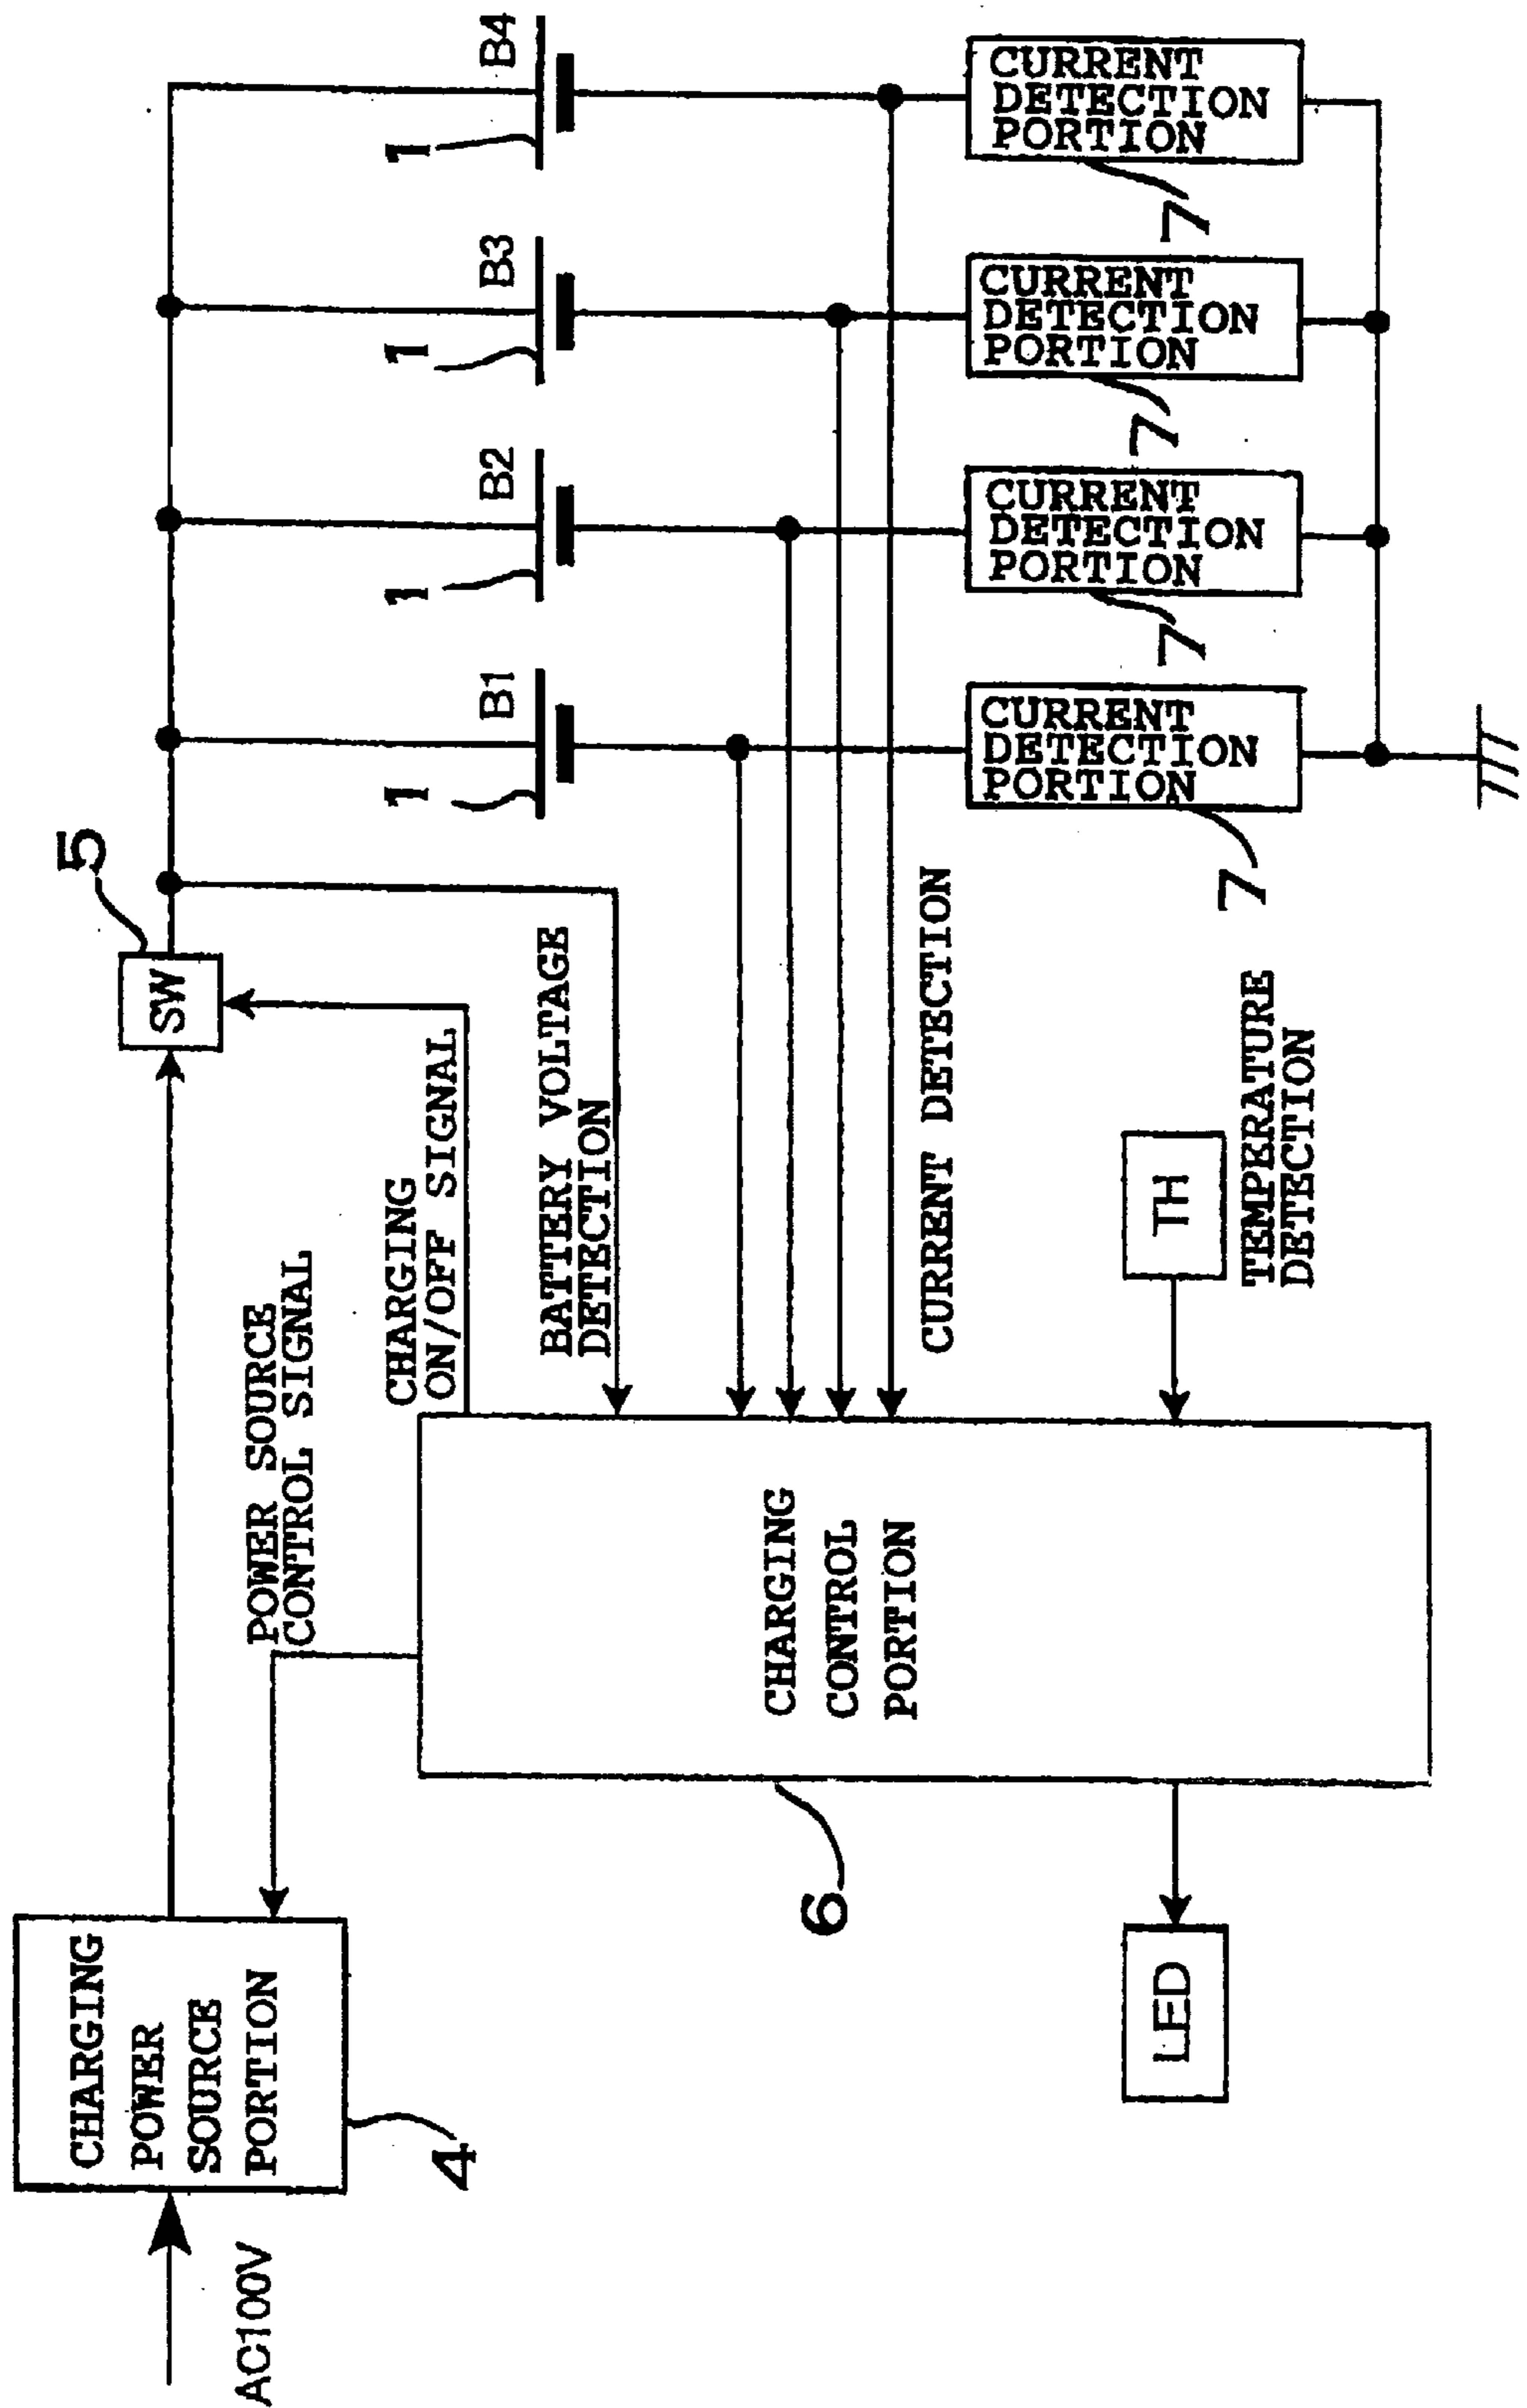 AC100V
CHARGING
POWER
SOURCE
PORTION
4
POWER SOURCE
CONTROL SIGNAL
SW
5
CHARGING
ON/OFF SIGNAL
BATTERY VOLTAGE
DETECTION
1
B1
1
B2
1
B3
1
B4
CHARGING
CONTROL
PORTION
6
CURRENT DETECTION
CURRENT
DETECTION
PORTION
7
CURRENT
DETECTION
PORTION
7
CURRENT
DETECTION
PORTION
7
CURRENT
DETECTION
PORTION
7
LED
TH
TEMPERATURE
DETECTION